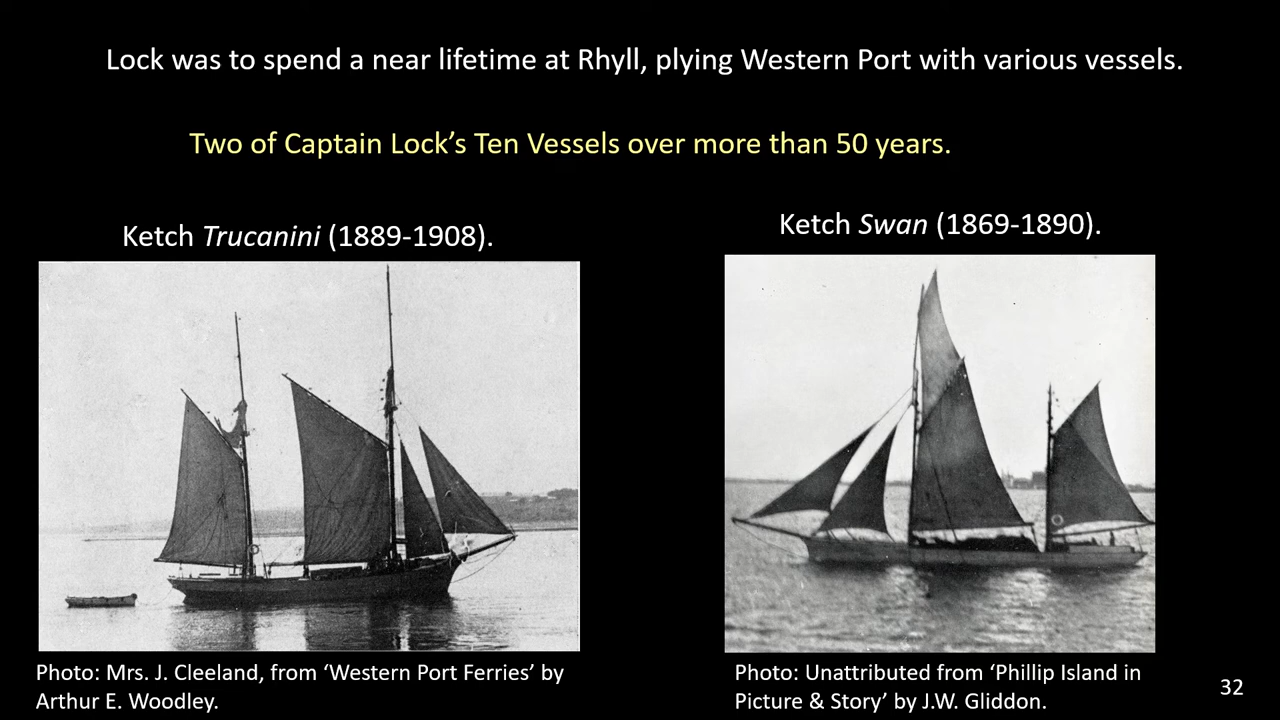 Lock was to spend a near lifetime at Rhyll, plying Western Port with various vessels.
Two of Captain Lock’s Ten Vessels over more than 50 years.
Ketch Trucanini (1889-1908).
Ketch Swan (1869-1890).
Photo: Mrs. J. Cleeland, from ‘Western Port Ferries’ by
Arthur E. Woodley.
Photo: Unattributed from ‘Phillip Island in
Picture & Story’ by J.W. Gliddon.
32